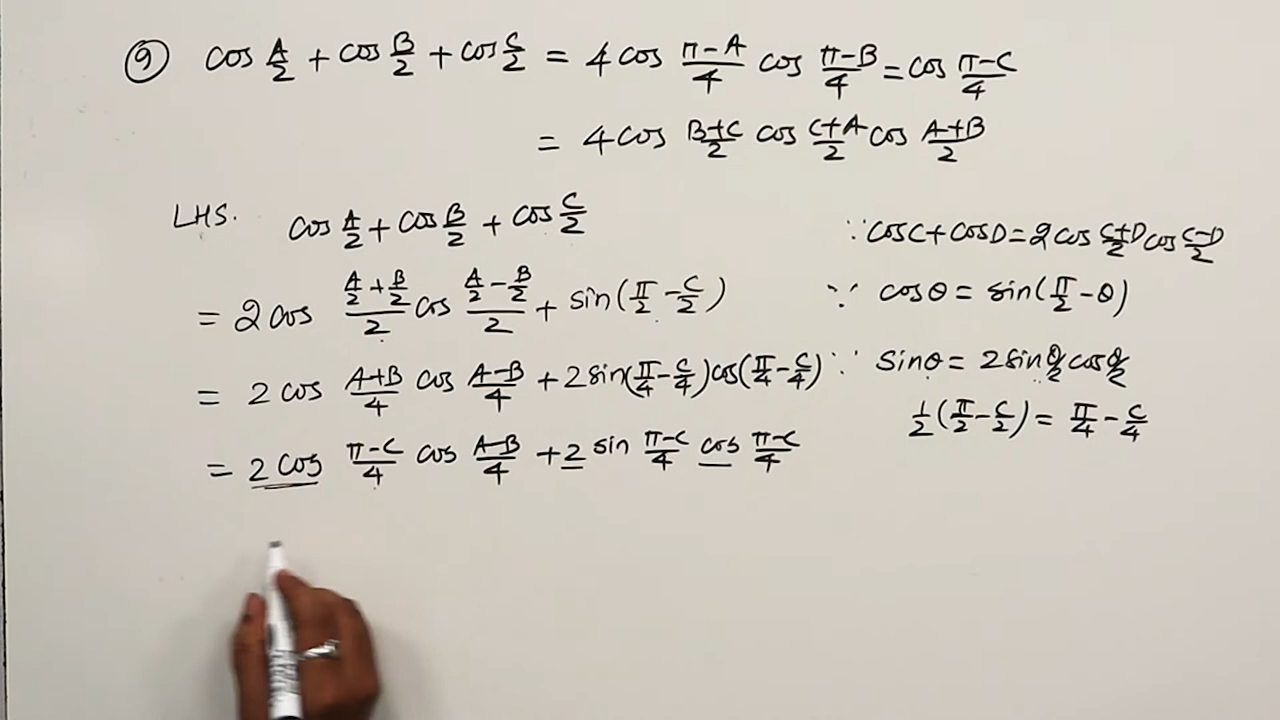 ⑨ cos A/2 + cos B/2 + cos C/2 = 4 cos (π-A)/4 cos (π-B)/4 = cos (π-C)/4
= 4 cos (B+C)/2 cos (C+A)/2 cos (A+B)/2
LHS. cos A/2 + cos B/2 + cos C/2
∵ cos C + cos D = 2 cos (C+D)/2 cos (C-D)/2
= 2 cos (A/2 + B/2)/2 cos (A/2 - B/2)/2 + sin(π/2 - C/2)
∵ cos θ = sin(π/2 - θ)
= 2 cos (A+B)/4 cos (A-B)/4 + 2 sin(π/4 - C/4) cos(π/4 - C/4)
∵ Sin θ = 2 sin θ/2 cos θ/2
1/2 (π/2 - C/2) = π/4 - C/4
= 2 cos (π-C)/4 cos (A-B)/4 + 2 sin (π-C)/4 cos (π-C)/4